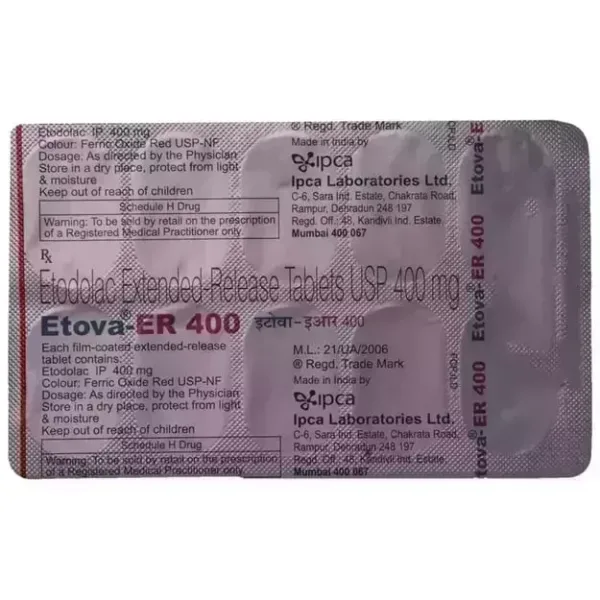 Etodolac IP 400 mg
Colour: Ferric Oxide Red USP-NF
Dosage: As directed by the Physician
Store in a dry place, protect from light
& moisture
Keep out of reach of children
Schedule H Drug
Warning: To be sold by retail on the prescription
of a Registered Medical Practitioner only.
® Regd. Trade Mark
Made in India by
ipca
Ipca Laboratories Ltd.
C-6, Sara Ind. Estate, Chakrata Road,
Rampur, Dehradun 248 197
Regd. Off.: 48, Kandivli Ind. Estate,
Mumbai 400 067
Rx
Etodolac Extended-Release Tablets USP 400 mg
Etova®-ER 400 इटोवा-इआर 400
Each film-coated extended-release
tablet contains:
Etodolac IP 400 mg
Colour: Ferric Oxide Red USP-NF
Dosage: As directed by the Physician
Store in a dry place, protect from light
& moisture
Keep out of reach of children
Schedule H Drug
Warning: To be sold by retail on the prescription
of a Registered Medical Practitioner only.
M.L.: 21/UA/2006
® Regd. Trade Mark
Made in India by
ipca
Ipca Laboratories Ltd.
C-6, Sara Ind. Estate, Chakrata Road,
Rampur, Dehradun 248 197
Regd. Off.: 48, Kandivli Ind. Estate,
Mumbai 400 067
Etova®-ER 400
Etova-ER
tova®-ER 400